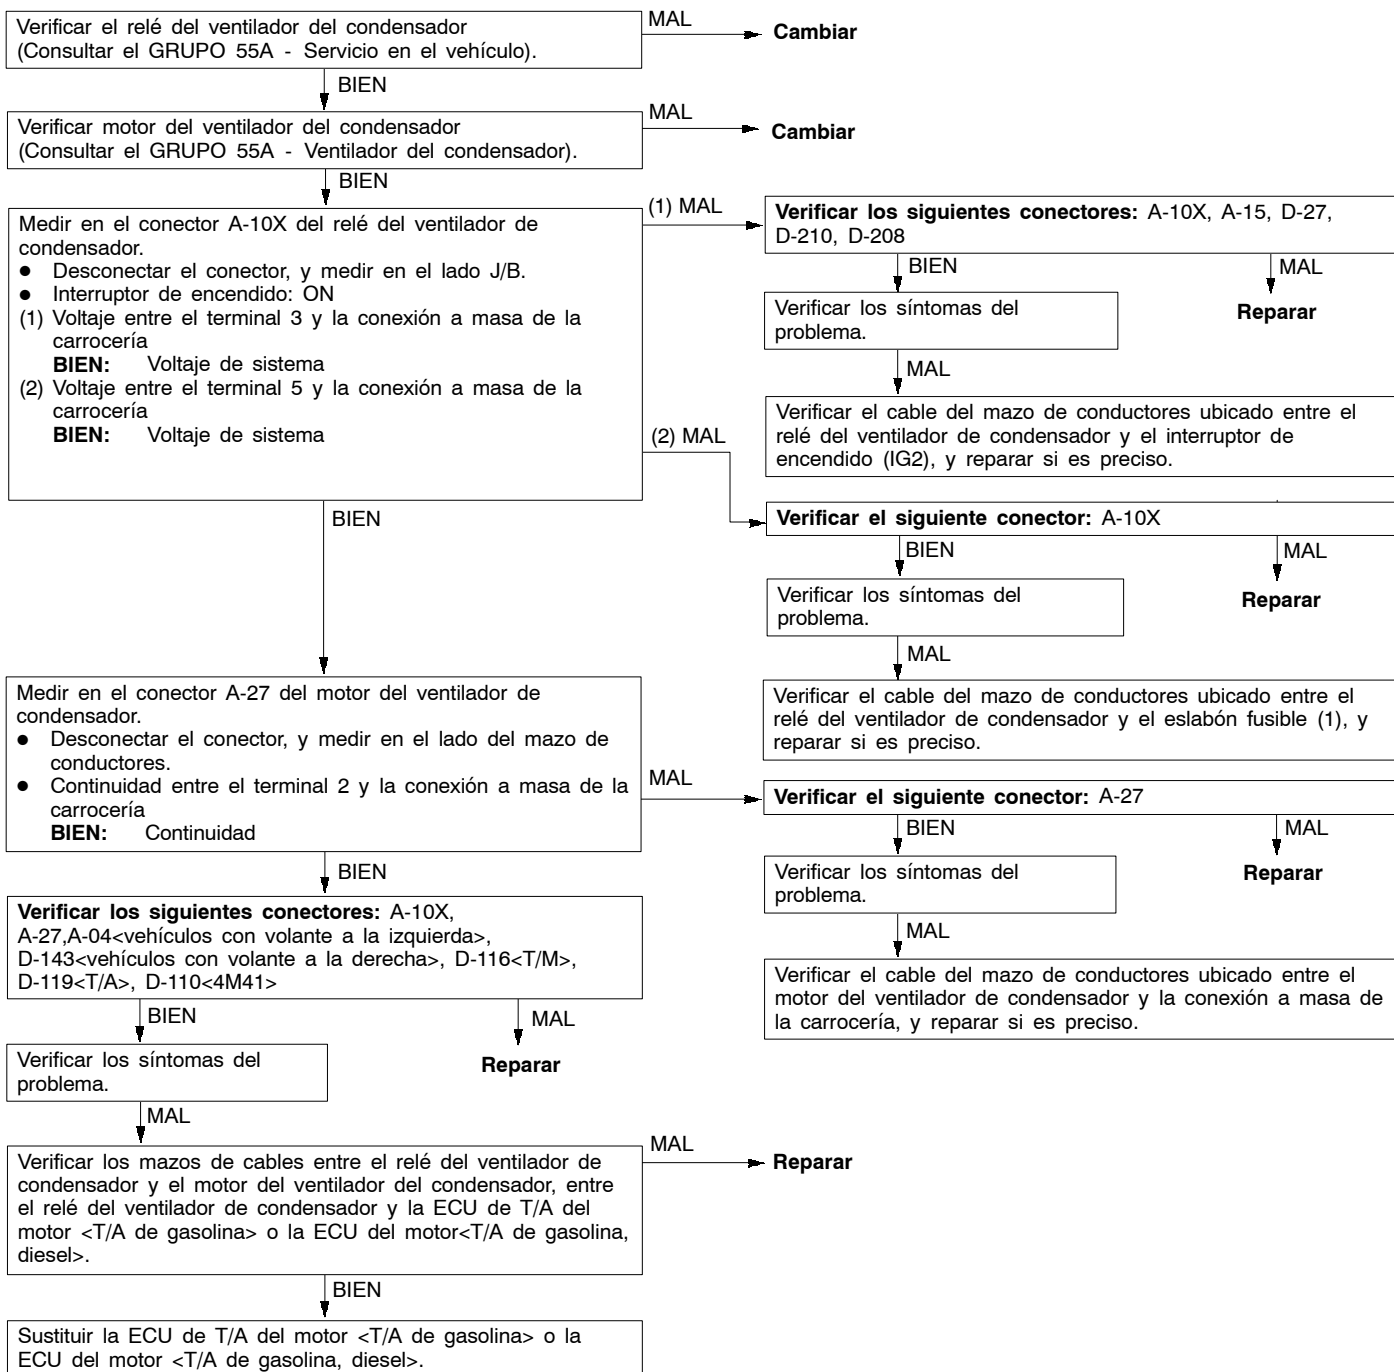 Verificar el relé del ventilador del condensador
(Consultar el GRUPO 55A - Servicio en el vehículo).
MAL
Cambiar
BIEN
Verificar motor del ventilador del condensador
(Consultar el GRUPO 55A - Ventilador del condensador).
MAL
Cambiar
BIEN
Medir en el conector A-10X del relé del ventilador de
condensador.
● Desconectar el conector, y medir en el lado J/B.
● Interruptor de encendido: ON
(1) Voltaje entre el terminal 3 y la conexión a masa de la
carrocería
BIEN: Voltaje de sistema
(2) Voltaje entre el terminal 5 y la conexión a masa de la
carrocería
BIEN: Voltaje de sistema
(1) MAL
Verificar los siguientes conectores: A-10X, A-15, D-27,
D-210, D-208
BIEN
MAL
Verificar los síntomas del
problema.
Reparar
MAL
Verificar el cable del mazo de conductores ubicado entre el
relé del ventilador de condensador y el interruptor de
encendido (IG2), y reparar si es preciso.
(2) MAL
Verificar el siguiente conector: A-10X
BIEN
MAL
Verificar los síntomas del
problema.
Reparar
MAL
Verificar el cable del mazo de conductores ubicado entre el
relé del ventilador de condensador y el eslabón fusible (1), y
reparar si es preciso.
BIEN
Medir en el conector A-27 del motor del ventilador de
condensador.
● Desconectar el conector, y medir en el lado del mazo de
conductores.
● Continuidad entre el terminal 2 y la conexión a masa de la
carrocería
BIEN: Continuidad
MAL
Verificar el siguiente conector: A-27
BIEN
MAL
Verificar los síntomas del
problema.
Reparar
MAL
Verificar el cable del mazo de conductores ubicado entre el
motor del ventilador de condensador y la conexión a masa de
la carrocería, y reparar si es preciso.
BIEN
Verificar los siguientes conectores: A-10X,
A-27,A-04<vehículos con volante a la izquierda>,
D-143<vehículos con volante a la derecha>, D-116<T/M>,
D-119<T/A>, D-110<4M41>
BIEN
MAL
Verificar los síntomas del
problema.
Reparar
MAL
Verificar los mazos de cables entre el relé del ventilador de
condensador y el motor del ventilador del condensador, entre
el relé del ventilador de condensador y la ECU de T/A del
motor <T/A de gasolina> o la ECU del motor<T/A de gasolina,
diesel>.
MAL
Reparar
BIEN
Sustituir la ECU de T/A del motor <T/A de gasolina> o la
ECU del motor <T/A de gasolina, diesel>.